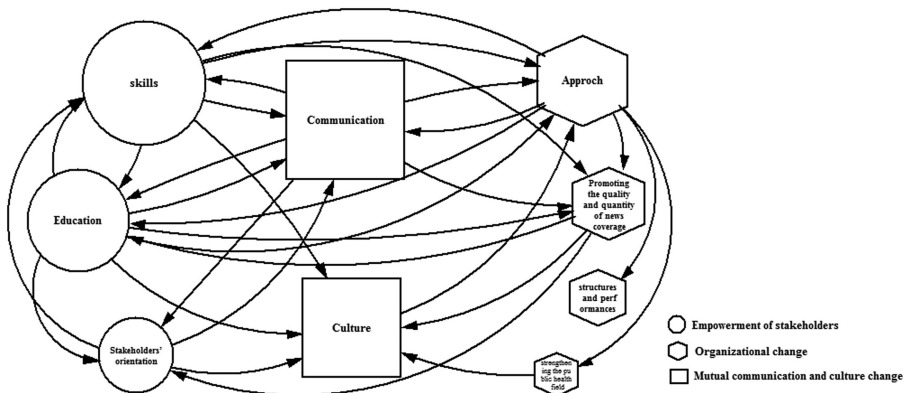 skills
Approch
Communication
Promoting
the quality
and quantity
of news
coverage
Education
structures
and perf
ormances
Culture
Stakeholders'
orientation
strengthen
ing the pu
blic health
field
Empowerment of stakeholders
Organizational change
Mutual communication and culture change